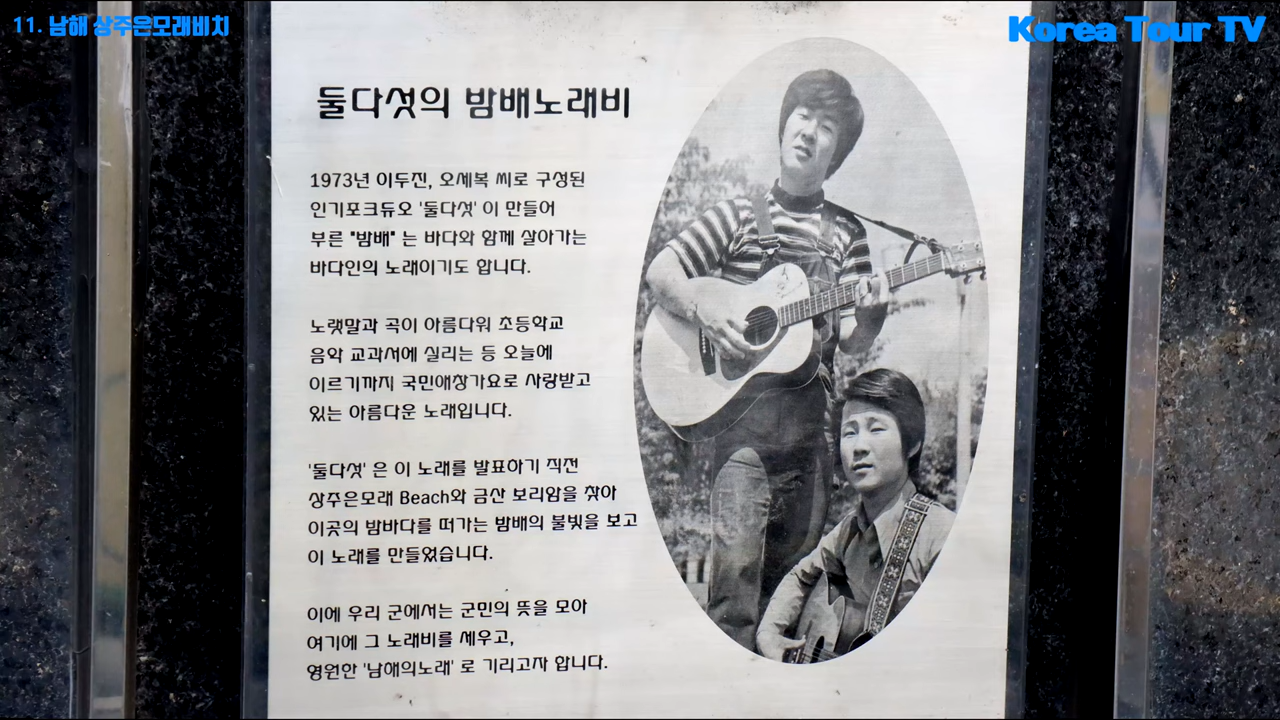 11. 남해 상주은모래비치
Korea Tour TV
둘다섯의 밤배노래비
1973년 이두진, 오세복 씨로 구성된
인기포크듀오 '둘다섯' 이 만들어
부른 "밤배" 는 바다와 함께 살아가는
바다인의 노래이기도 합니다.
노랫말과 곡이 아름다워 초등학교
음악 교과서에 실리는 등 오늘에
이르기까지 국민애창가요로 사랑받고
있는 아름다운 노래입니다.
'둘다섯' 은 이 노래를 발표하기 직전
상주은모래 Beach와 금산 보리암을 찾아
이곳의 밤바다를 떠가는 밤배의 불빛을 보고
이 노래를 만들었습니다.
이에 우리 군에서는 군민의 뜻을 모아
여기에 그 노래비를 세우고,
영원한 '남해의노래' 로 기리고자 합니다.